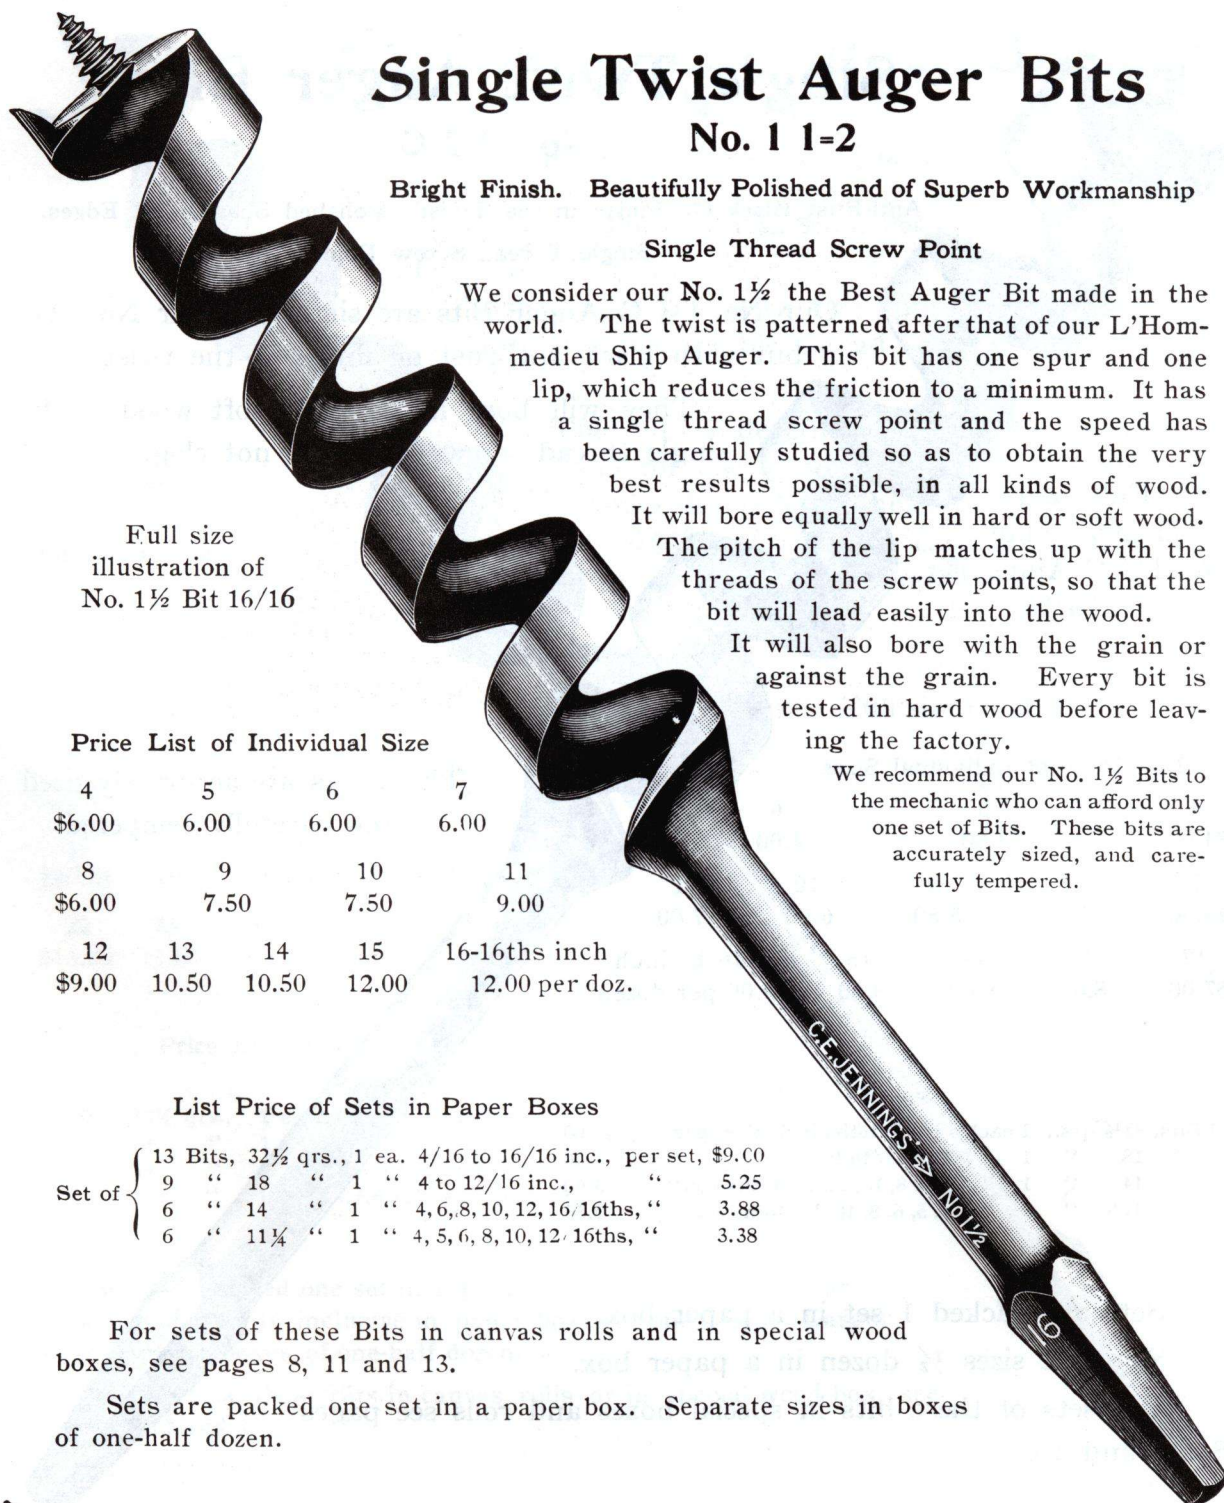 Single Twist Auger Bits
No. 1 1=2
Bright Finish. Beautifully Polished and of Superb Workmanship
Single Thread Screw Point
We consider our No. 1½ the Best Auger Bit made in the
world. The twist is patterned after that of our L'Hom-
medieu Ship Auger. This bit has one spur and one
lip, which reduces the friction to a minimum. It has
a single thread screw point and the speed has
been carefully studied so as to obtain the very
best results possible, in all kinds of wood.
It will bore equally well in hard or soft wood.
The pitch of the lip matches up with the
threads of the screw points, so that the
bit will lead easily into the wood.
It will also bore with the grain or
against the grain. Every bit is
tested in hard wood before leav-
ing the factory.
We recommend our No. 1½ Bits to
the mechanic who can afford only
one set of Bits. These bits are
accurately sized, and care-
fully tempered.
Full size
illustration of
No. 1½ Bit 16/16
Price List of Individual Size
4 5 6 7
$6.00 6.00 6.00 6.00
8 9 10 11
$6.00 7.50 7.50 9.00
12 13 14 15 16-16ths inch
$9.00 10.50 10.50 12.00 12.00 per doz.
C.E. JENNINGS' No 1½
16
List Price of Sets in Paper Boxes
Set of
13 Bits, 32½ qrs., 1 ea. 4/16 to 16/16 inc., per set, $9.00
9 " 18 " 1 " 4 to 12/16 inc., " 5.25
6 " 14 " 1 " 4, 6, 8, 10, 12, 16/16ths, " 3.88
6 " 11¼ " 1 " 4, 5, 6, 8, 10, 12/16ths, " 3.38
For sets of these Bits in canvas rolls and in special wood
boxes, see pages 8, 11 and 13.
Sets are packed one set in a paper box. Separate sizes in boxes
of one-half dozen.